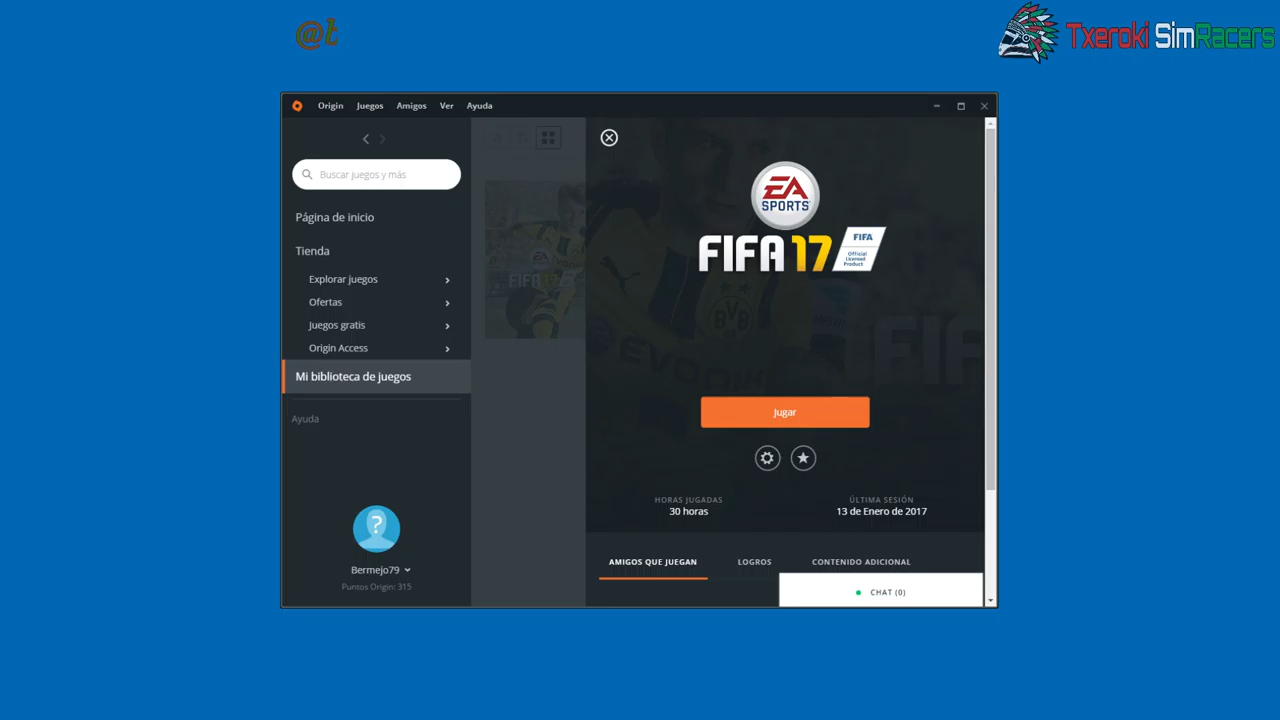 @t
Txeroki SimRacers
Origin Juegos Amigos Ver Ayuda
Buscar juegos y más
Página de inicio
Tienda
Explorar juegos
Ofertas
Juegos gratis
Origin Access
Mi biblioteca de juegos
Ayuda
Bermejo79
Puntos Origin: 315
EA
SPORTS
FIFA 17
FIFA
Official
Licensed
Product
BVB
EVONIK
FIFA
Jugar
HORAS JUGADAS
30 horas
ÚLTIMA SESIÓN
13 de Enero de 2017
AMIGOS QUE JUEGAN LOGROS CONTENIDO ADICIONAL
CHAT (0)